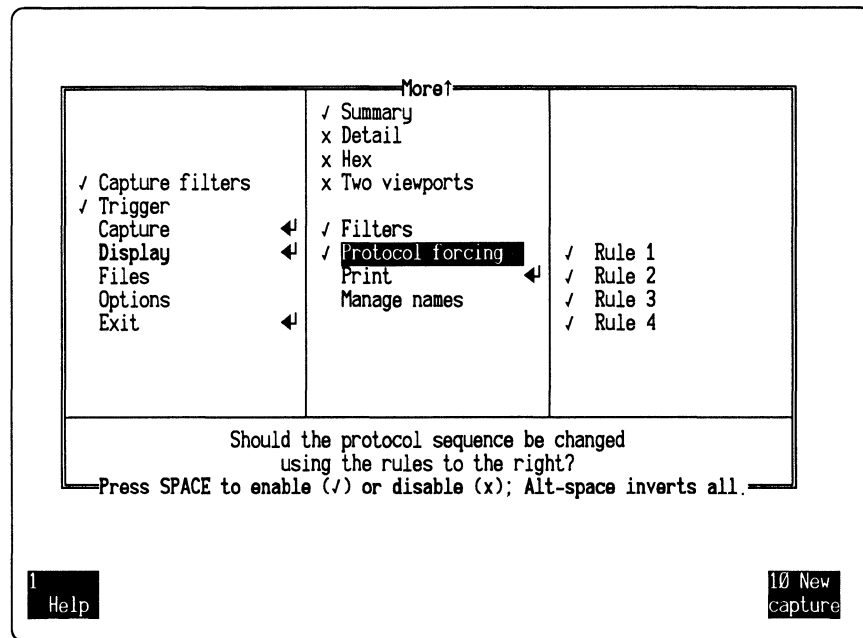 More↑
✓ Capture filters
✓ Trigger
Capture ↵
Display ↵
Files
Options
Exit ↵
✓ Summary
x Detail
x Hex
x Two viewports
✓ Filters
✓ Protocol forcing
Print ↵
Manage names
✓ Rule 1
✓ Rule 2
✓ Rule 3
✓ Rule 4
Should the protocol sequence be changed
using the rules to the right?
Press SPACE to enable (✓) or disable (x); Alt-space inverts all.
1
Help
10 New
capture